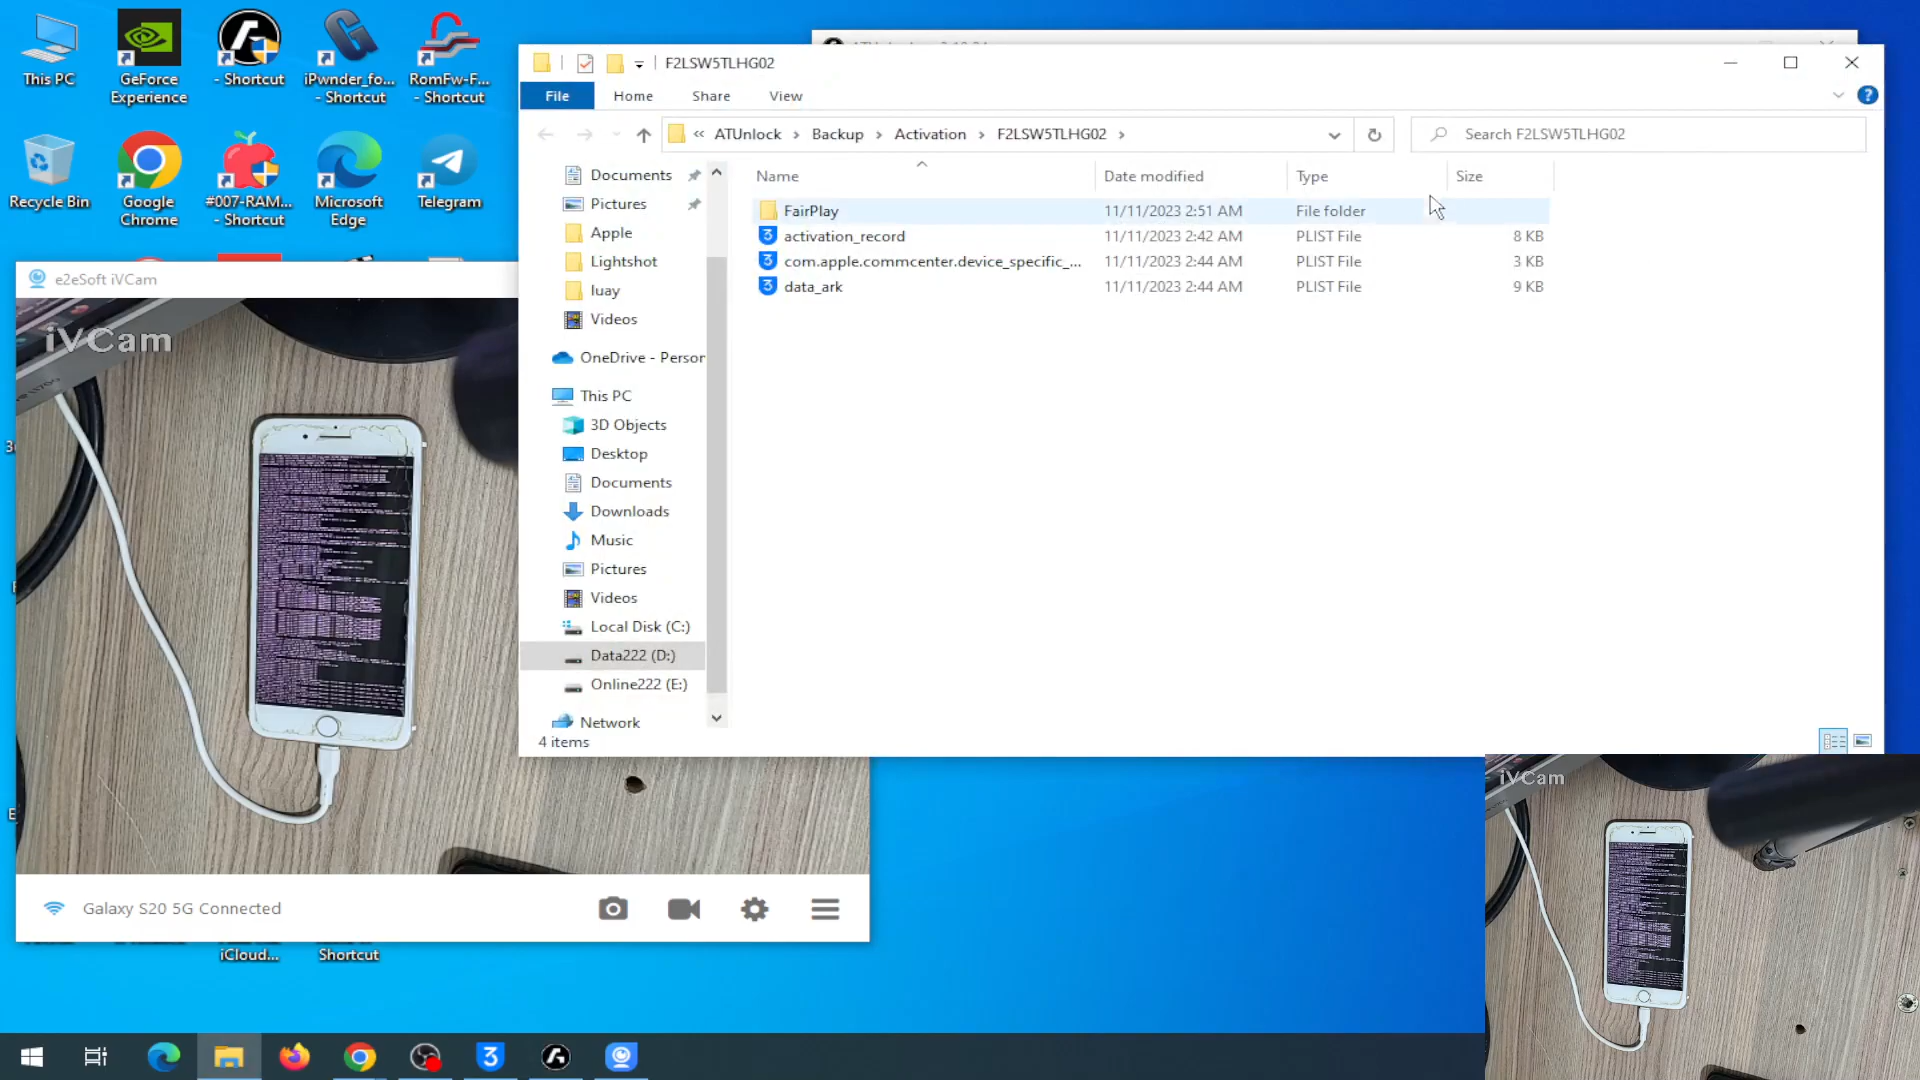 This PC
GeForce Experience
- Shortcut
iPwnder_fo... - Shortcut
RomFw-F... - Shortcut
Recycle Bin
Google Chrome
#007-RAM... - Shortcut
Microsoft Edge
Telegram
F2LSW5TLHG02
File
Home
Share
View
« ATUnlock › Backup › Activation › F2LSW5TLHG02 ›
Search F2LSW5TLHG02
Name
Date modified
Type
Size
FairPlay
11/11/2023 2:51 AM
File folder
activation_record
11/11/2023 2:42 AM
PLIST File
8 KB
com.apple.commcenter.device_specific_...
11/11/2023 2:44 AM
PLIST File
3 KB
data_ark
11/11/2023 2:44 AM
PLIST File
9 KB
Documents
Pictures
Apple
Lightshot
luay
Videos
OneDrive - Person
This PC
3D Objects
Desktop
Documents
Downloads
Music
Pictures
Videos
Local Disk (C:)
Data222 (D:)
Online222 (E:)
Network
4 items
e2eSoft iVCam
iVCam
Galaxy S20 5G Connected
iCloud...
Shortcut
iVCam